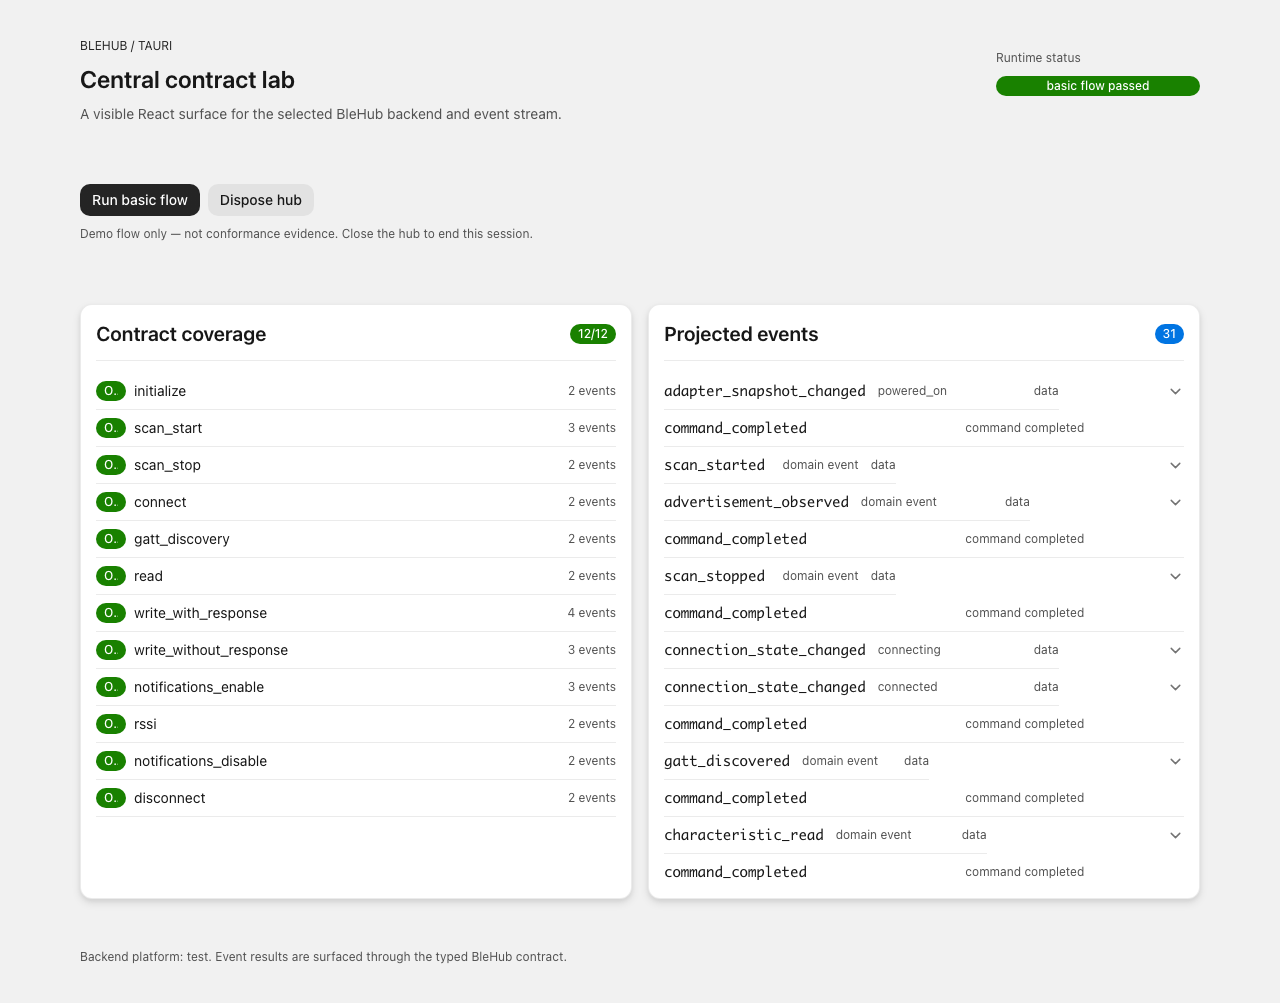 BLEHUB / TAURI
Central contract lab
A visible React surface for the selected BleHub backend and event stream.
Runtime status
basic flow passed
Run basic flow
Dispose hub
Demo flow only — not conformance evidence. Close the hub to end this session.
Contract coverage 12/12
O.. initialize 2 events
O.. scan_start 3 events
O.. scan_stop 2 events
O.. connect 2 events
O.. gatt_discovery 2 events
O.. read 2 events
O.. write_with_response 4 events
O.. write_without_response 3 events
O.. notifications_enable 3 events
O.. rssi 2 events
O.. notifications_disable 2 events
O.. disconnect 2 events
Projected events 31
adapter_snapshot_changed powered_on data
command_completed command completed
scan_started domain event data
advertisement_observed domain event data
command_completed command completed
scan_stopped domain event data
command_completed command completed
connection_state_changed connecting data
connection_state_changed connected data
command_completed command completed
gatt_discovered domain event data
command_completed command completed
characteristic_read domain event data
command_completed command completed
Backend platform: test. Event results are surfaced through the typed BleHub contract.